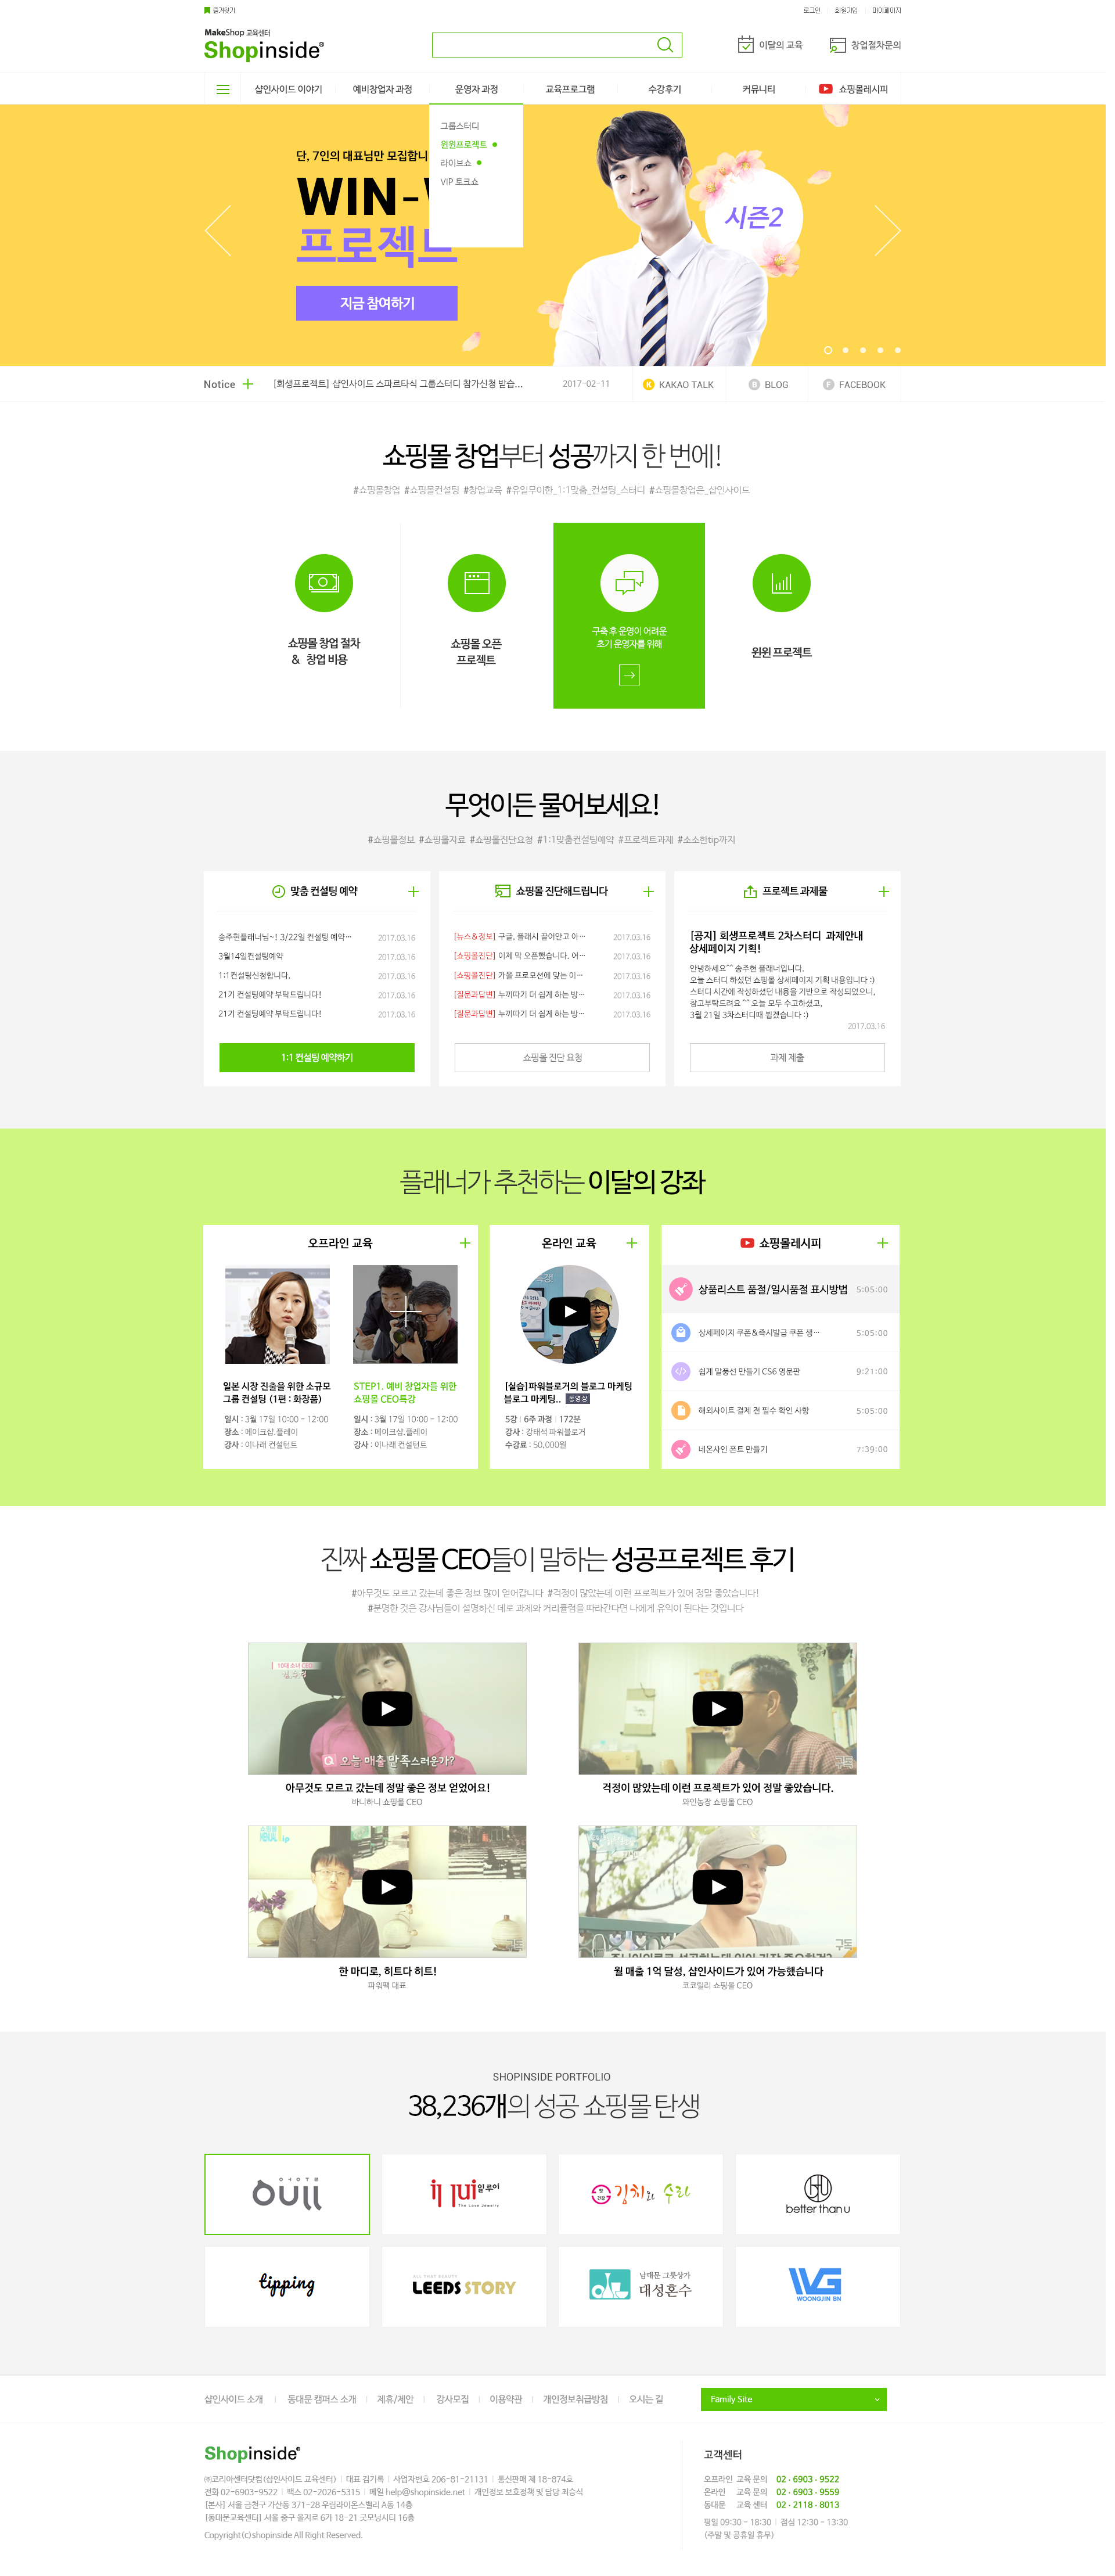 즐겨찾기
로그인 회원가입 마이페이지
MakeShop 교육센터
Shopinside®
이달의 교육 창업절차문의
샵인사이드 이야기 예비창업자 과정 운영자 과정 교육프로그램 수강후기 커뮤니티 쇼핑몰레시피
그룹스터디
윈윈프로젝트
라이브쇼
VIP 토크쇼
단, 7인의 대표님만 모집합니
WIN-W
프로젝트
지금 참여하기
시즌2
Notice [회생프로젝트] 샵인사이드 스파르타식 그룹스터디 참가신청 받습... 2017-02-11 KAKAO TALK BLOG FACEBOOK
쇼핑몰 창업부터 성공까지 한 번에!
#쇼핑몰창업 #쇼핑몰컨설팅 #창업교육 #유일무이한_1:1맞춤_컨설팅_스터디 #쇼핑몰창업은_샵인사이드
쇼핑몰 창업 절차
& 창업 비용
쇼핑몰 오픈
프로젝트
구축 후 운영이 어려운
초기 운영자를 위해
윈윈 프로젝트
무엇이든 물어보세요!
#쇼핑몰정보 #쇼핑몰자료 #쇼핑몰진단요청 #1:1맞춤컨설팅예약 #프로젝트과제 #소소한tip까지
맞춤 컨설팅 예약
송주현플래너님~! 3/22일 컨설팅 예약... 2017.03.16
3월14일컨설팅예약 2017.03.16
1:1컨설팅신청합니다. 2017.03.16
21기 컨설팅예약 부탁드립니다! 2017.03.16
21기 컨설팅예약 부탁드립니다! 2017.03.16
1:1 컨설팅 예약하기
쇼핑몰 진단해드립니다
[뉴스&정보] 구글, 플래시 끌어안고 야... 2017.03.16
[쇼핑몰진단] 이제 막 오픈했습니다. 어... 2017.03.16
[쇼핑몰진단] 가을 프로모션에 맞는 이... 2017.03.16
[질문과답변] 누끼따기 더 쉽게 하는 방... 2017.03.16
[질문과답변] 누끼따기 더 쉽게 하는 방... 2017.03.16
쇼핑몰 진단 요청
프로젝트 과제물
[공지] 회생프로젝트 2차스터디 과제안내
상세페이지 기획!
안녕하세요^^ 송주현 플래너입니다.
오늘 스터디 하셨던 쇼핑몰 상세페이지 기획 내용입니다 :)
스터디 시간에 작성하셨던 내용을 기반으로 작성되었으니,
참고부탁드려요 ^^ 오늘 모두 수고하셨고,
3월 21일 3차스터디때 뵙겠습니다 :)
2017.03.16
과제 제출
플래너가 추천하는 이달의 강좌
오프라인 교육
일본 시장 진출을 위한 소규모
그룹 컨설팅 (1편 : 화장품)
일시 : 3월 17일 10:00 ~ 12:00
장소 : 메이크샵.플레이
강사 : 이나래 컨설턴트
STEP1. 예비 창업자를 위한
쇼핑몰 CEO특강
일시 : 3월 17일 10:00 ~ 12:00
장소 : 메이크샵.플레이
강사 : 이나래 컨설턴트
온라인 교육
[실습]파워블로거의 블로그 마케팅
블로그 마케팅.. 동영상
5강 | 6주 과정 | 172분
강사 : 강태석 파워블로거
수강료 : 50,000원
쇼핑몰레시피
상품리스트 품절/일시품절 표시방법 5:05:00
상세페이지 쿠폰&즉시발급 쿠폰 생... 5:05:00
쉽게 말풍선 만들기 CS6 영문판 9:21:00
해외사이트 결제 전 필수 확인 사항 5:05:00
네온사인 폰트 만들기 7:39:00
진짜 쇼핑몰 CEO들이 말하는 성공프로젝트 후기
#아무것도 모르고 갔는데 좋은 정보 많이 얻어갑니다 #걱정이 많았는데 이런 프로젝트가 있어 정말 좋았습니다!
#분명한 것은 강사님들이 설명하신 데로 과제와 커리큘럼을 따라간다면 나에게 유익이 된다는 것입니다
10대 소녀 CEO
오늘 매출 만족스러운가?
구독
아무것도 모르고 갔는데 정말 좋은 정보 얻었어요!
바니하니 쇼핑몰 CEO
걱정이 많았는데 이런 프로젝트가 있어 정말 좋았습니다.
와인농장 쇼핑몰 CEO
구독
구독
한 마디로, 히트다 히트!
파워팩 대표
월 매출 1억 달성, 샵인사이드가 있어 가능했습니다
코코릴리 쇼핑몰 CEO
SHOPINSIDE PORTFOLIO
38,236개의 성공 쇼핑몰 탄생
김치와 수라
better than u
tipping
LEEDS STORY
남대문 그릇상가
대성혼수
WOONGJIN BN
샵인사이드 소개 동대문 캠퍼스 소개 제휴/제안 강사모집 이용약관 개인정보취급방침 오시는 길 Family Site
Shopinside®
㈜코리아센터닷컴(샵인사이드 교육센터) | 대표 김기록 | 사업자번호 206-81-21131 | 통신판매 제 18-874호
전화 02-6903-9522 | 팩스 02-2026-5315 | 메일 help@shopinside.net | 개인정보 보호정책 및 담당 최승식
[본사] 서울 금천구 가산동 371-28 우림라이온스밸리 A동 14층
[동대문교육센터] 서울 중구 을지로 6가 18-21 굿모닝시티 16층
Copyright(c)shopinside All Right Reserved.
고객센터
오프라인 교육 문의 02 - 6903 - 9522
온라인 교육 문의 02 - 6903 - 9559
동대문 교육 센터 02 - 2118 - 8013
평일 09:30 ~ 18:30 | 점심 12:30 ~ 13:30
(주말 및 공휴일 휴무)